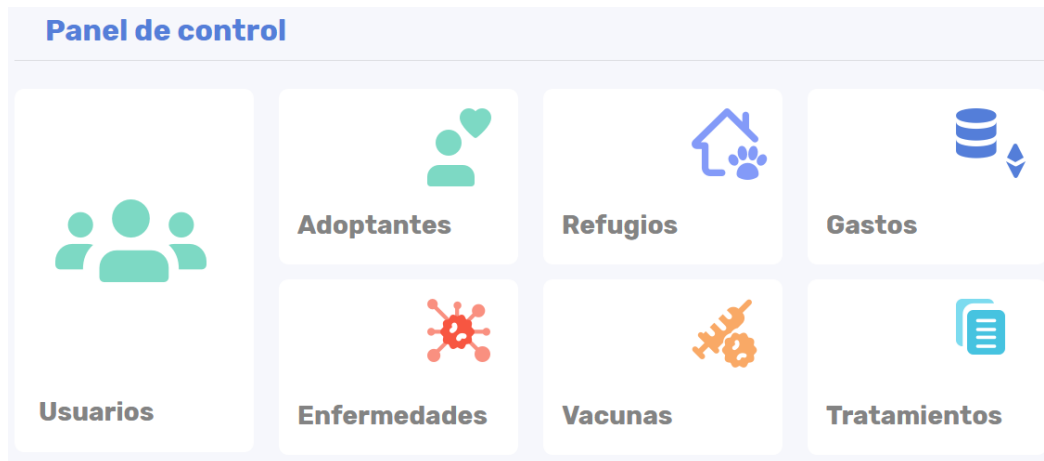 Panel de control
Adoptantes
Refugios
Gastos
Usuarios
Enfermedades
Vacunas
Tratamientos